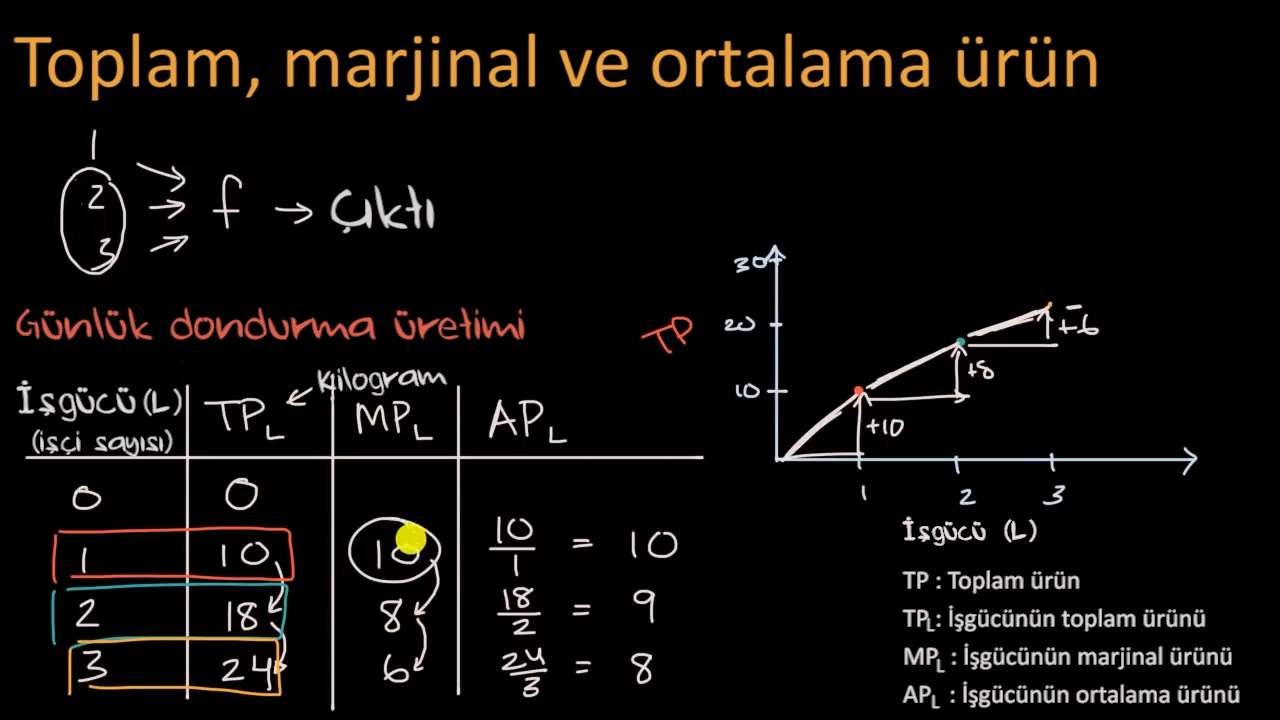 Toplam, marjinal ve ortalama ürün
1
2
3
f → çıktı
Günlük dondurma üretimi
kiilogram
İşgücü (L) TPL MPL APL
(işçi sayısı)
0 0
1 10 10 10/1 = 10
2 18 8 18/2 = 9
3 24 6 24/3 = 8
TP
30
20
10
+10
+8
+6
1 2 3
İşgücü (L)
TP : Toplam ürün
TPL: İşgücünün toplam ürünü
MPL : İşgücünün marjinal ürünü
APL : İşgücünün ortalama ürünü